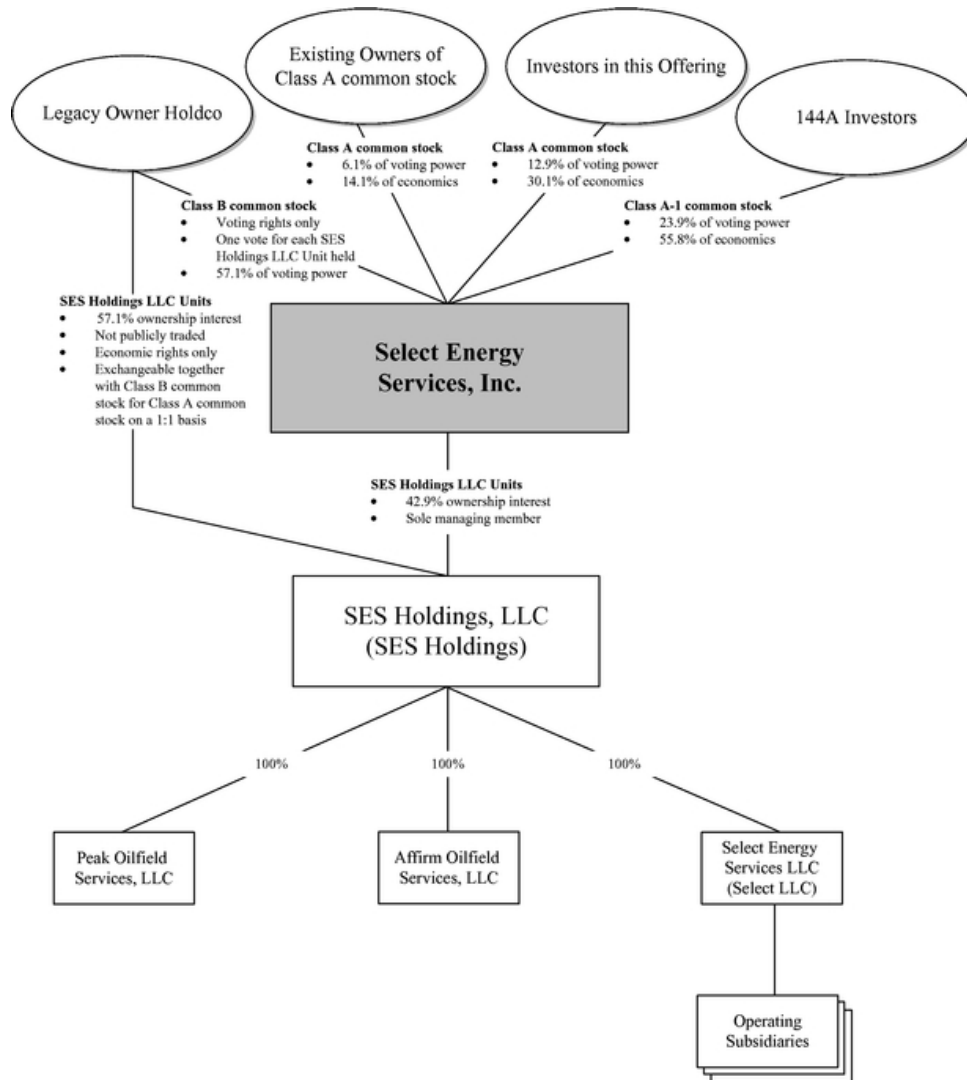 Legacy Owner Holdco
Existing Owners of
Class A common stock
Investors in this Offering
144A Investors
Class A common stock
• 6.1% of voting power
• 14.1% of economics
Class A common stock
• 12.9% of voting power
• 30.1% of economics
Class B common stock
• Voting rights only
• One vote for each SES
Holdings LLC Unit held
• 57.1% of voting power
Class A-1 common stock
• 23.9% of voting power
• 55.8% of economics
SES Holdings LLC Units
• 57.1% ownership interest
• Not publicly traded
• Economic rights only
• Exchangeable together
with Class B common
stock for Class A common
stock on a 1:1 basis
Select Energy
Services, Inc.
SES Holdings LLC Units
• 42.9% ownership interest
• Sole managing member
SES Holdings, LLC
(SES Holdings)
100%
100%
100%
Peak Oilfield
Services, LLC
Affirm Oilfield
Services, LLC
Select Energy
Services LLC
(Select LLC)
Operating
Subsidiaries